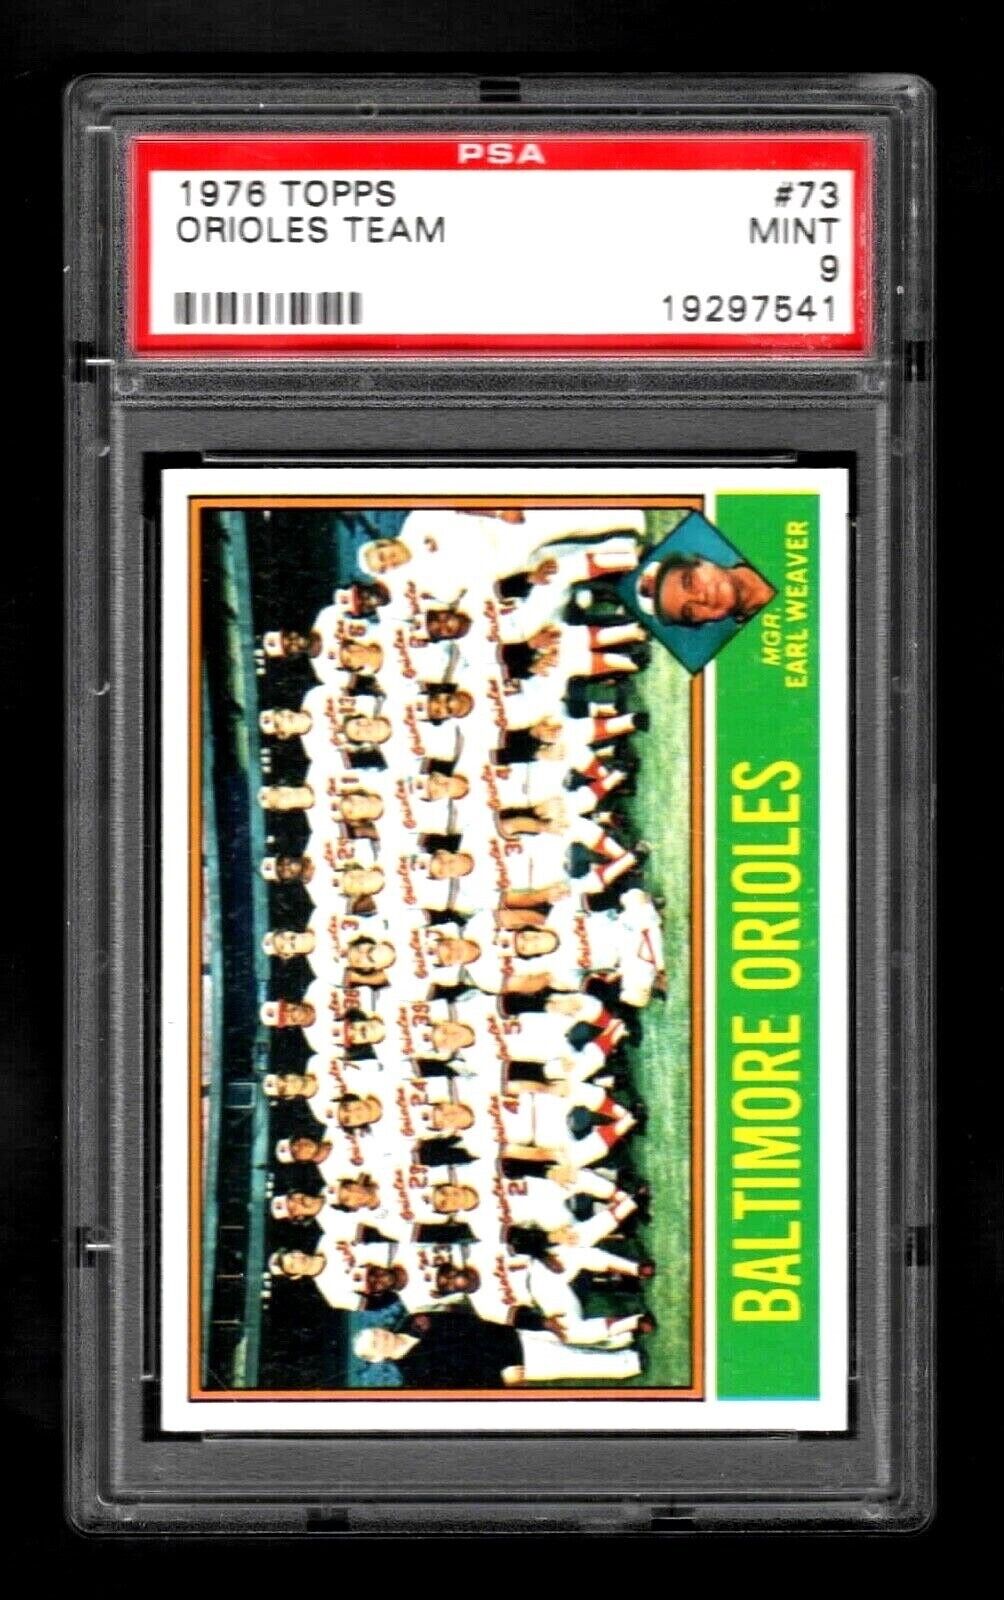 PSA
1976 TOPPS #73
ORIOLES TEAM MINT
9
19297541
MGR.
EARL WEAVER
BALTIMORE ORIOLES